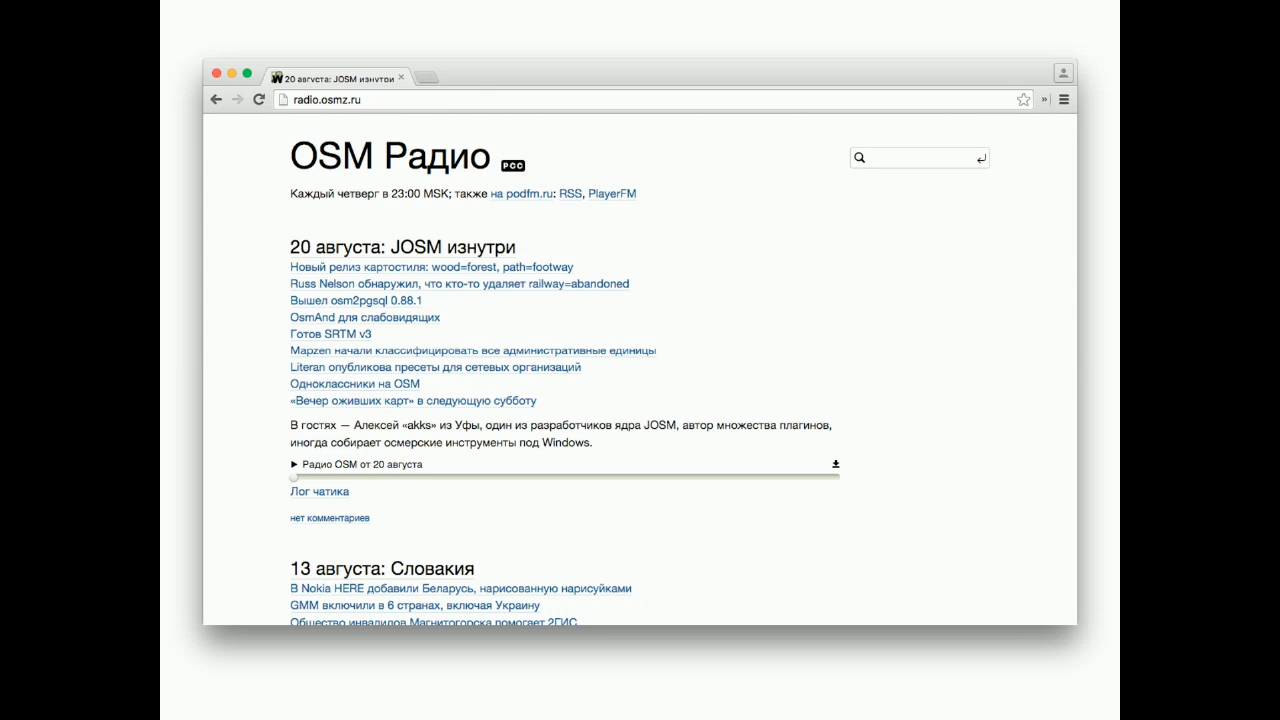 20 августа: JOSM изнутри
radio.osmz.ru
OSM Радио РСС
Каждый четверг в 23:00 MSK; также на podfm.ru: RSS, PlayerFM
20 августа: JOSM изнутри
Новый релиз картостиля: wood=forest, path=footway
Russ Nelson обнаружил, что кто-то удаляет railway=abandoned
Вышел osm2pgsql 0.88.1
OsmAnd для слабовидящих
Готов SRTM v3
Mapzen начали классифицировать все административные единицы
Literan опубликова пресеты для сетевых организаций
Одноклассники на OSM
«Вечер оживших карт» в следующую субботу
В гостях — Алексей «akks» из Уфы, один из разработчиков ядра JOSM, автор множества плагинов,
иногда собирает осмерские инструменты под Windows.
Радио OSM от 20 августа
Лог чатика
нет комментариев
13 августа: Словакия
В Nokia HERE добавили Беларусь, нарисованную нарисуйками
GMM включили в 6 странах, включая Украину
Общество инвалидов Магнитогорска помогает 2ГИС